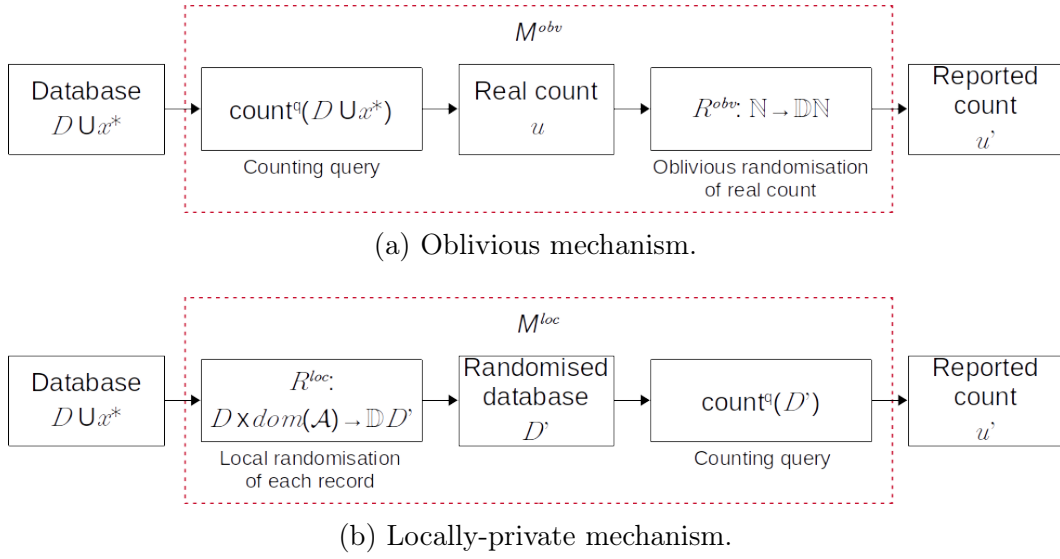 M^obv
Database
D ∪ x*
count^q(D ∪ x*)
Counting query
Real count
u
R^obv: ℕ → 𝔻ℕ
Oblivious randomisation
of real count
Reported
count
u'
(a) Oblivious mechanism.
M^loc
Database
D ∪ x*
R^loc:
D x dom(𝒜) → 𝔻D'
Local randomisation
of each record
Randomised
database
D'
count^q(D')
Counting query
Reported
count
u'
(b) Locally-private mechanism.